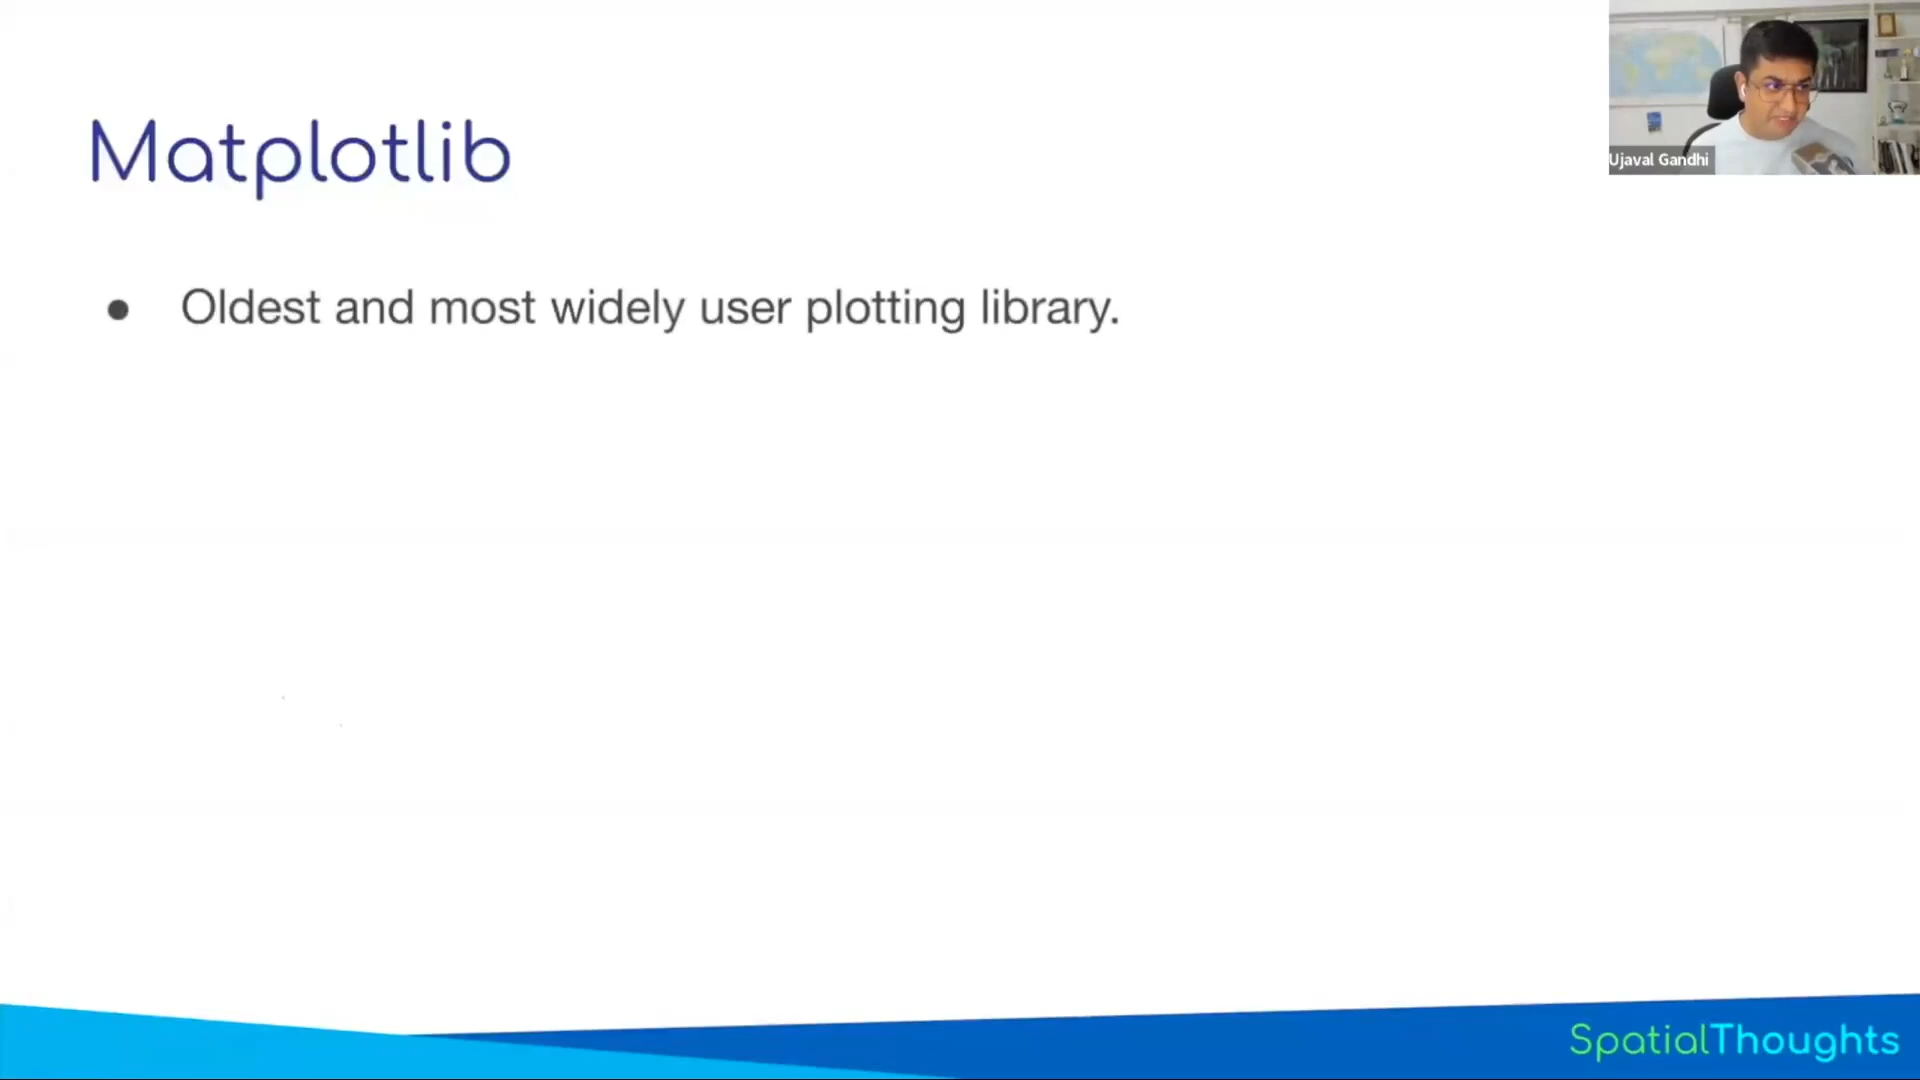 Matplotlib
Ujaval Gandhi
● Oldest and most widely user plotting library.
SpatialThoughts